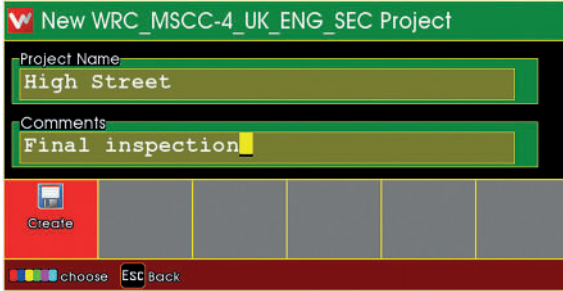 New WRC_MSCC-4_UK_ENG_SEC Project
Project Name
High Street
Comments
Final inspection
Create
choose Esc Back